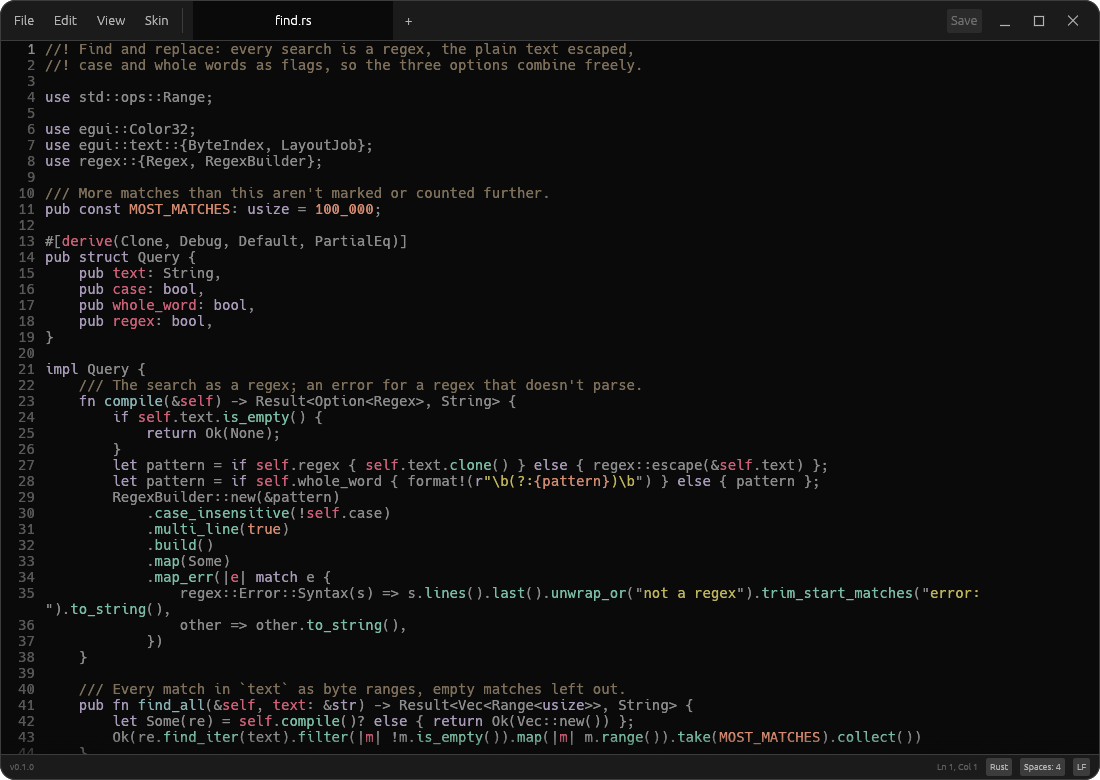 File Edit View Skin find.rs + Save
1 //! Find and replace: every search is a regex, the plain text escaped,
2 //! case and whole words as flags, so the three options combine freely.
3
4 use std::ops::Range;
5
6 use egui::Color32;
7 use egui::text::{ByteIndex, LayoutJob};
8 use regex::{Regex, RegexBuilder};
9
10 /// More matches than this aren't marked or counted further.
11 pub const MOST_MATCHES: usize = 100_000;
12
13 #[derive(Clone, Debug, Default, PartialEq)]
14 pub struct Query {
15     pub text: String,
16     pub case: bool,
17     pub whole_word: bool,
18     pub regex: bool,
19 }
20
21 impl Query {
22     /// The search as a regex; an error for a regex that doesn't parse.
23     fn compile(&self) -> Result<Option<Regex>, String> {
24         if self.text.is_empty() {
25             return Ok(None);
26         }
27         let pattern = if self.regex { self.text.clone() } else { regex::escape(&self.text) };
28         let pattern = if self.whole_word { format!(r"\b(?:{pattern})\b") } else { pattern };
29         RegexBuilder::new(&pattern)
30             .case_insensitive(!self.case)
31             .multi_line(true)
32             .build()
33             .map(Some)
34             .map_err(|e| match e {
35                 regex::Error::Syntax(s) => s.lines().last().unwrap_or("not a regex").trim_start_matches("error:
").to_string(),
36                 other => other.to_string(),
37             })
38     }
39
40     /// Every match in `text` as byte ranges, empty matches left out.
41     pub fn find_all(&self, text: &str) -> Result<Vec<Range<usize>>, String> {
42         let Some(re) = self.compile()? else { return Ok(Vec::new()) };
43         Ok(re.find_iter(text).filter(|m| !m.is_empty()).map(|m| m.range()).take(MOST_MATCHES).collect())
44     }
v0.1.0 Ln 1, Col 1 Rust Spaces: 4 LF